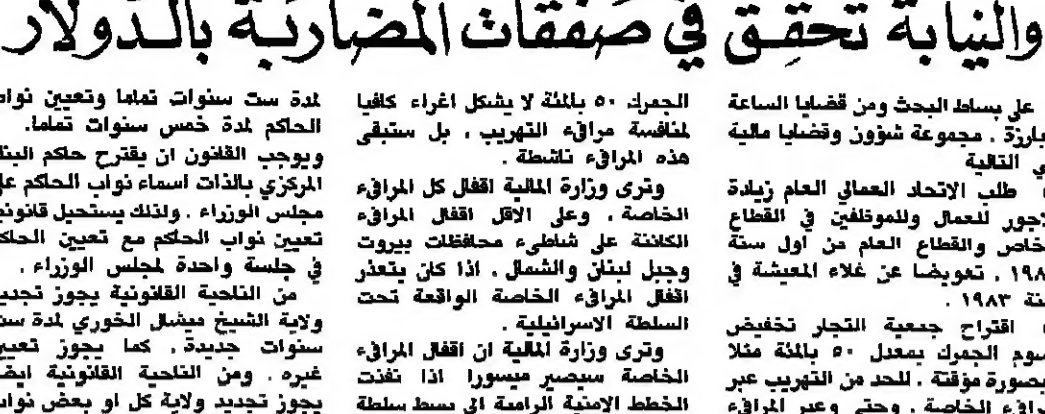 والنيابة تحقق في صفقات المضاربة بالدولار
على بساط البحث ومن قضايا الساعة
بارزة ، مجموعة شؤون وقضايا مالية
ي التالية
طلب الاتحاد العمالي العام زيادة
لاجور للعمال وللموظفين في القطاع
خاص والقطاع العام من اول سنة
١٩٨ ، تعويضا عن غلاء المعيشة في
نة ١٩٨٣ .
اقتراح جمعية التجار تخفيض
سوم الجمرك بمعدل ٥٠ بالمئة مثلا
بصورة مؤقتة ، للحد من التهريب عبر
رافىء الخاصة ، وحتى وعبر المرافىء
الجمرك ٥٠ بالمئة لا يشكل اغراء كافيا
لمنافسة مرافىء التهريب ، بل ستبقى
هذه المرافىء ناشطة .
وترى وزارة المالية اقفال كل المرافىء
الخاصة ، وعلى الاقل اقفال المرافىء
الكائنة على شاطىء محافظات بيروت
وجبل لبنان والشمال ، اذا كان يتعذر
اقفال المرافىء الخاصة الواقعة تحت
السلطة الاسرائيلية .
وترى وزارة المالية ان اقفال المرافىء
الخاصة سيصير ميسورا اذا نفذت
الخطط الامنية الرامية الى بسط سلطة
لمدة ست سنوات تماما وتعيين نواب
الحاكم لمدة خمس سنوات تماما.
ويوجب القانون ان يقترح حاكم البنك
المركزي بالذات اسماء نواب الحاكم على
مجلس الوزراء . ولذلك يستحيل قانونيا
تعيين نواب الحاكم مع تعيين الحاكم
في جلسة واحدة لمجلس الوزراء .
من الناحية القانونية يجوز تجديد
ولاية الشيخ ميشال الخوري لمدة ست
سنوات جديدة ، كما يجوز تعيين
غيره . ومن الناحية القانونية ايضا
يجوز تجديد ولاية كل او بعض نواب